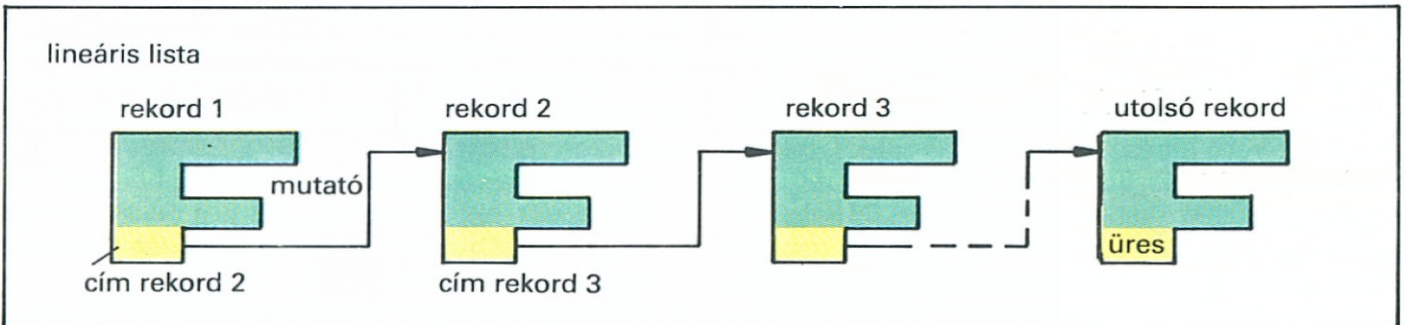 lineáris lista
rekord 1
rekord 2
rekord 3
utolsó rekord
mutató
üres
cím rekord 2
cím rekord 3